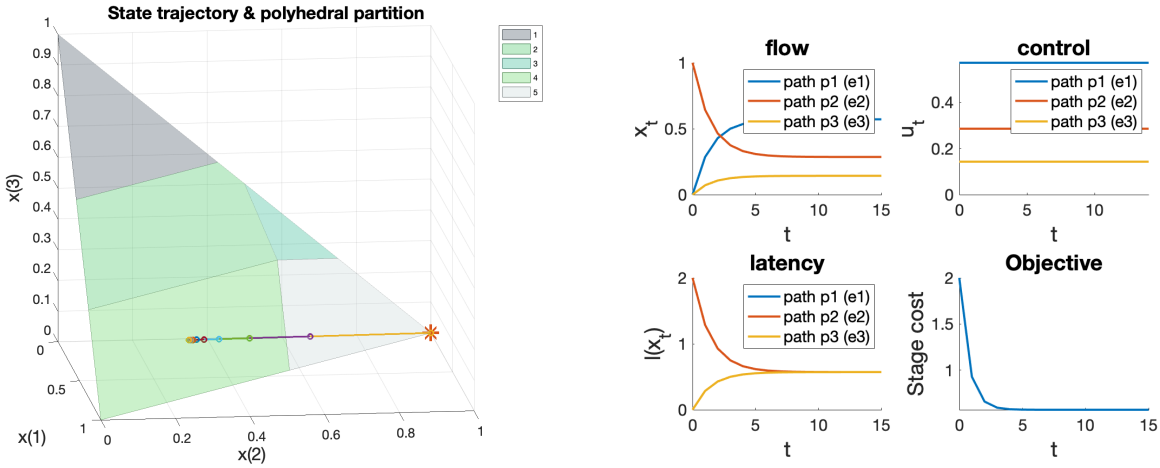 State trajectory & polyhedral partition
1
0.9
0.8
0.7
0.6
0.5
0.4
0.3
0.2
0.1
0
x(3)
0
0.5
1
x(1)
0
0.2
0.4
0.6
0.8
1
x(2)
1
2
3
4
5
flow
1
0.5
0
x_t
path p1 (e1)
path p2 (e2)
path p3 (e3)
0 5 10 15
t
control
0.4
0.2
0
u_t
path p1 (e1)
path p2 (e2)
path p3 (e3)
0 5 10
t
latency
2
1
0
l(x_t)
path p1 (e1)
path p2 (e2)
path p3 (e3)
0 5 10 15
t
Objective
2
1.5
1
Stage cost
0 5 10 15
t